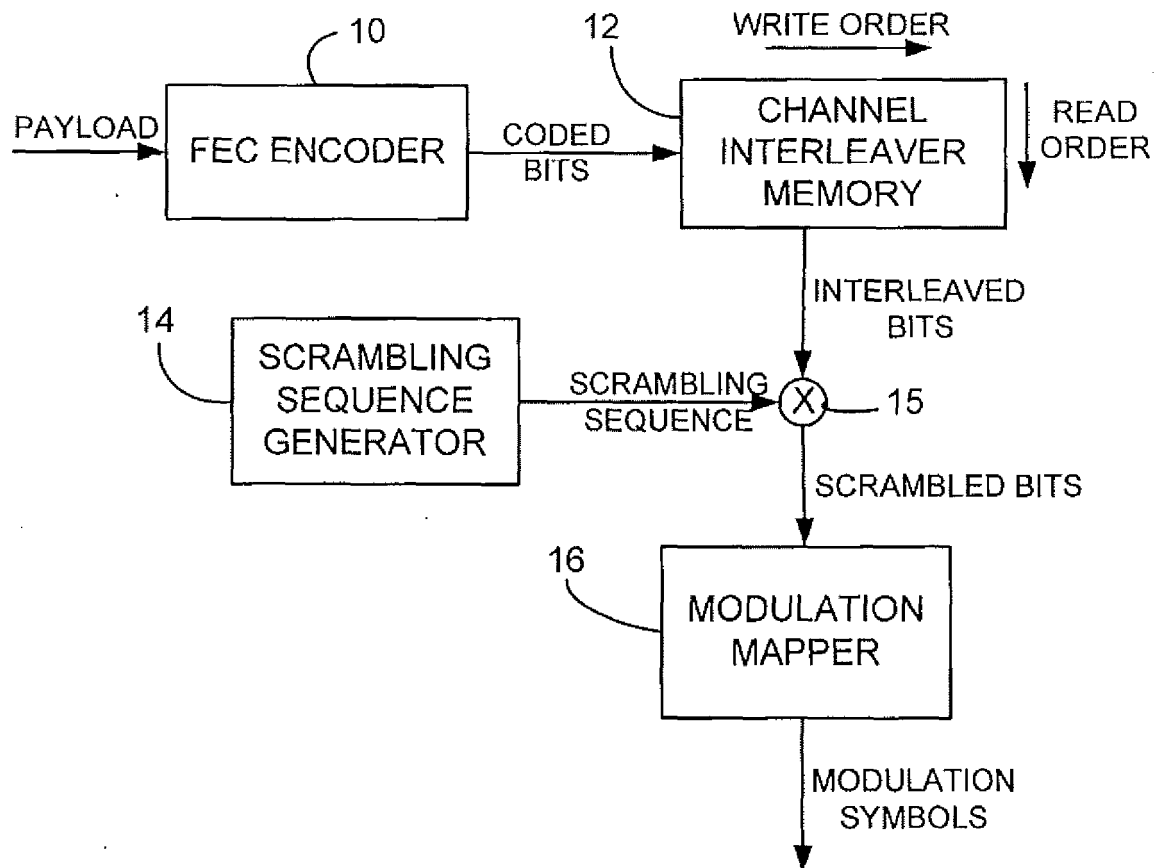 10
12
WRITE ORDER
PAYLOAD
FEC ENCODER
CODED
BITS
CHANNEL
INTERLEAVER
MEMORY
READ
ORDER
INTERLEAVED
BITS
14
SCRAMBLING
SEQUENCE
GENERATOR
SCRAMBLING
SEQUENCE
X
15
SCRAMBLED BITS
16
MODULATION
MAPPER
MODULATION
SYMBOLS